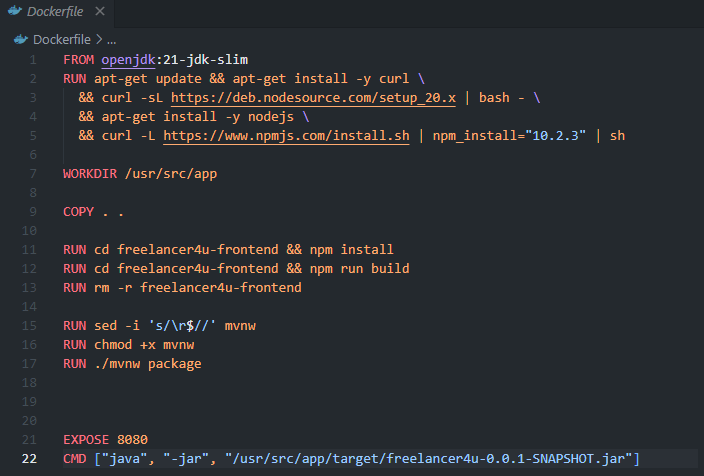 Dockerfile ×
Dockerfile > ...
1 FROM openjdk:21-jdk-slim
2 RUN apt-get update && apt-get install -y curl \
3   && curl -sL https://deb.nodesource.com/setup_20.x | bash - \
4   && apt-get install -y nodejs \
5   && curl -L https://www.npmjs.com/install.sh | npm_install="10.2.3" | sh
6
7 WORKDIR /usr/src/app
8
9 COPY . .
10
11 RUN cd freelancer4u-frontend && npm install
12 RUN cd freelancer4u-frontend && npm run build
13 RUN rm -r freelancer4u-frontend
14
15 RUN sed -i 's/\r$//' mvnw
16 RUN chmod +x mvnw
17 RUN ./mvnw package
18
19
20
21 EXPOSE 8080
22 CMD ["java", "-jar", "/usr/src/app/target/freelancer4u-0.0.1-SNAPSHOT.jar"]